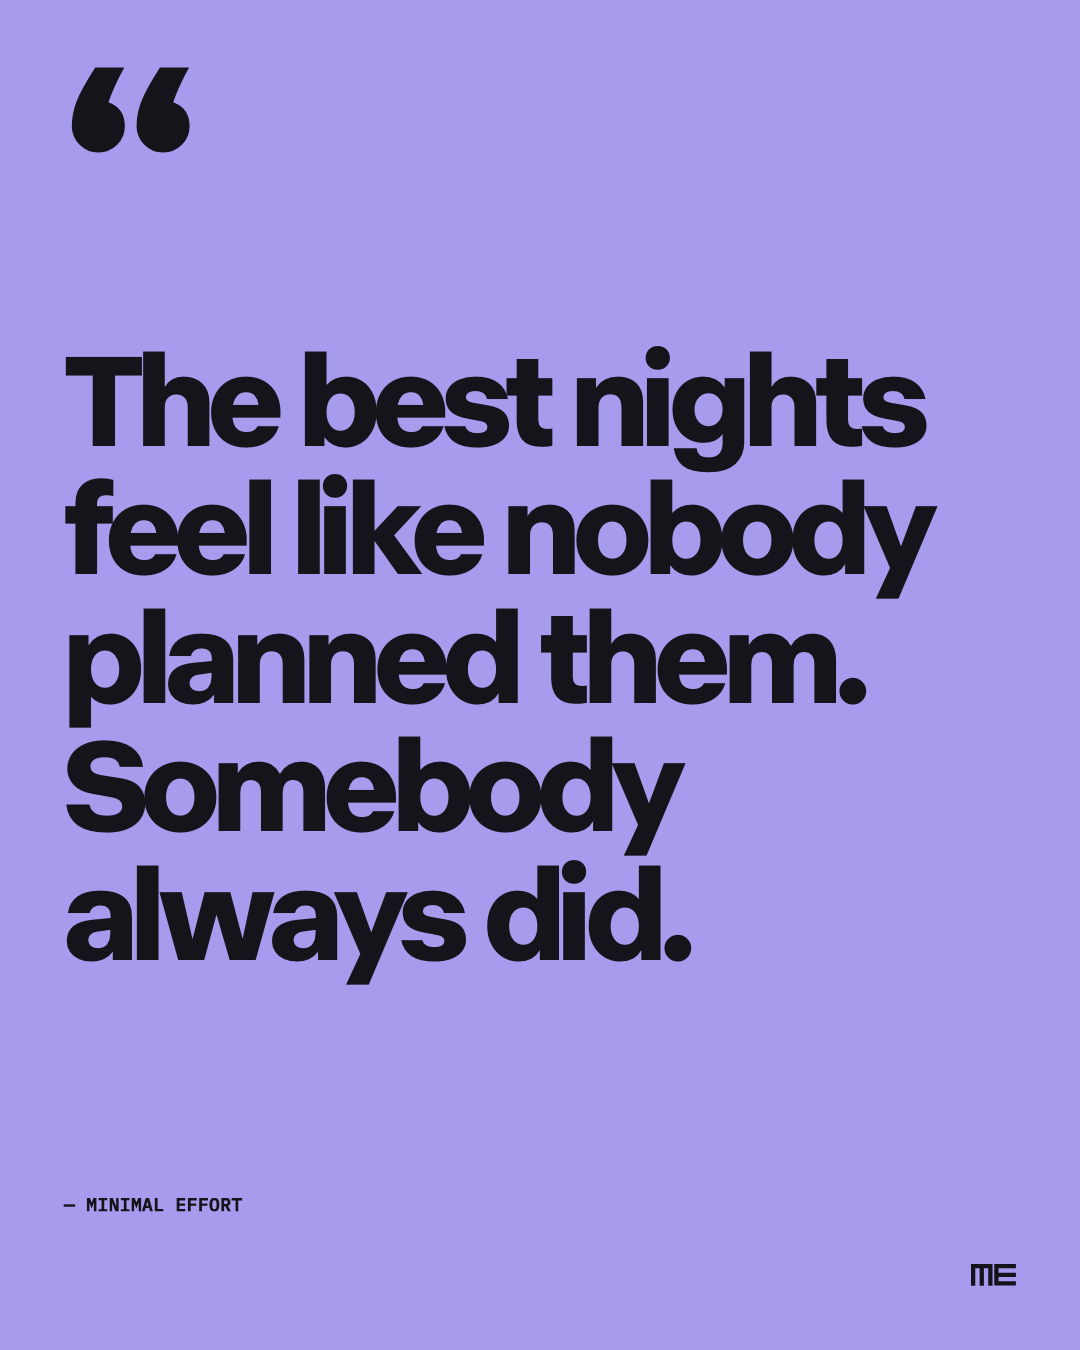 “
The best nights
feel like nobody
planned them.
Somebody
always did.
— MINIMAL EFFORT
ME